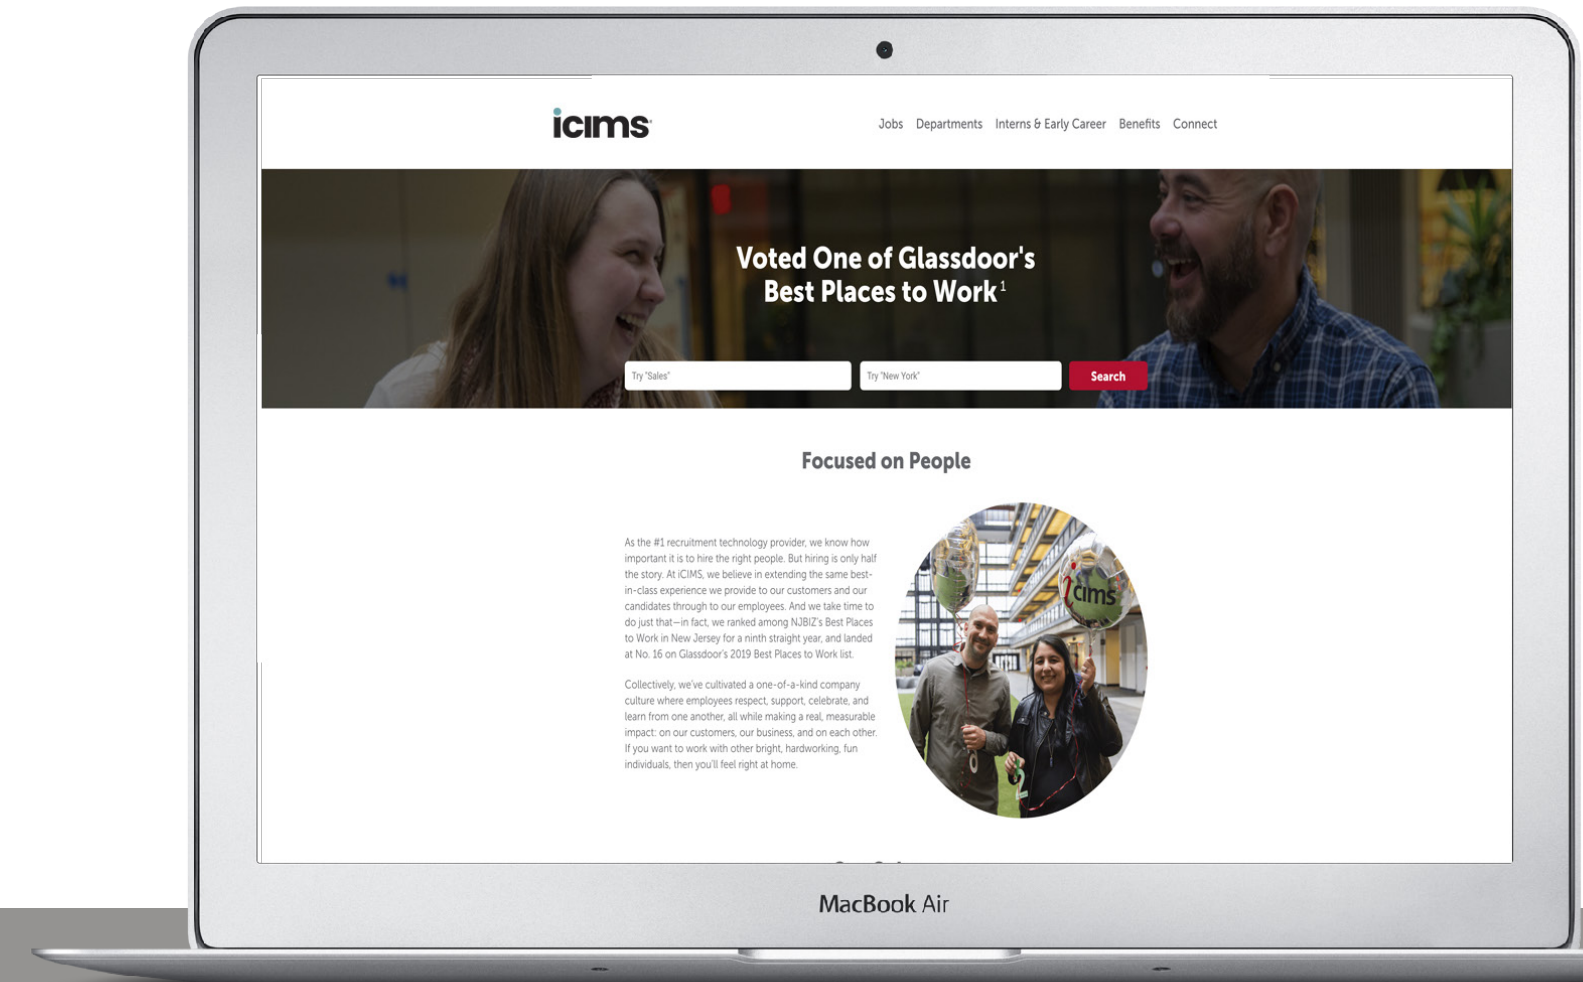 icims
Jobs Departments Interns & Early Career Benefits Connect
Voted One of Glassdoor's
Best Places to Work¹
Try "Sales"
Try "New York"
Search
Focused on People
As the #1 recruitment technology provider, we know how
important it is to hire the right people. But hiring is only half
the story. At iCIMS, we believe in extending the same best-
in-class experience we provide to our customers and our
candidates through to our employees. And we take time to
do just that—in fact, we ranked among NJBIZ's Best Places
to Work in New Jersey for a ninth straight year, and landed
at No. 16 on Glassdoor's 2019 Best Places to Work list.
Collectively, we've cultivated a one-of-a-kind company
culture where employees respect, support, celebrate, and
learn from one another, all while making a real, measurable
impact: on our customers, our business, and on each other.
If you want to work with other bright, hardworking, fun
individuals, then you'll feel right at home.
icims
MacBook Air